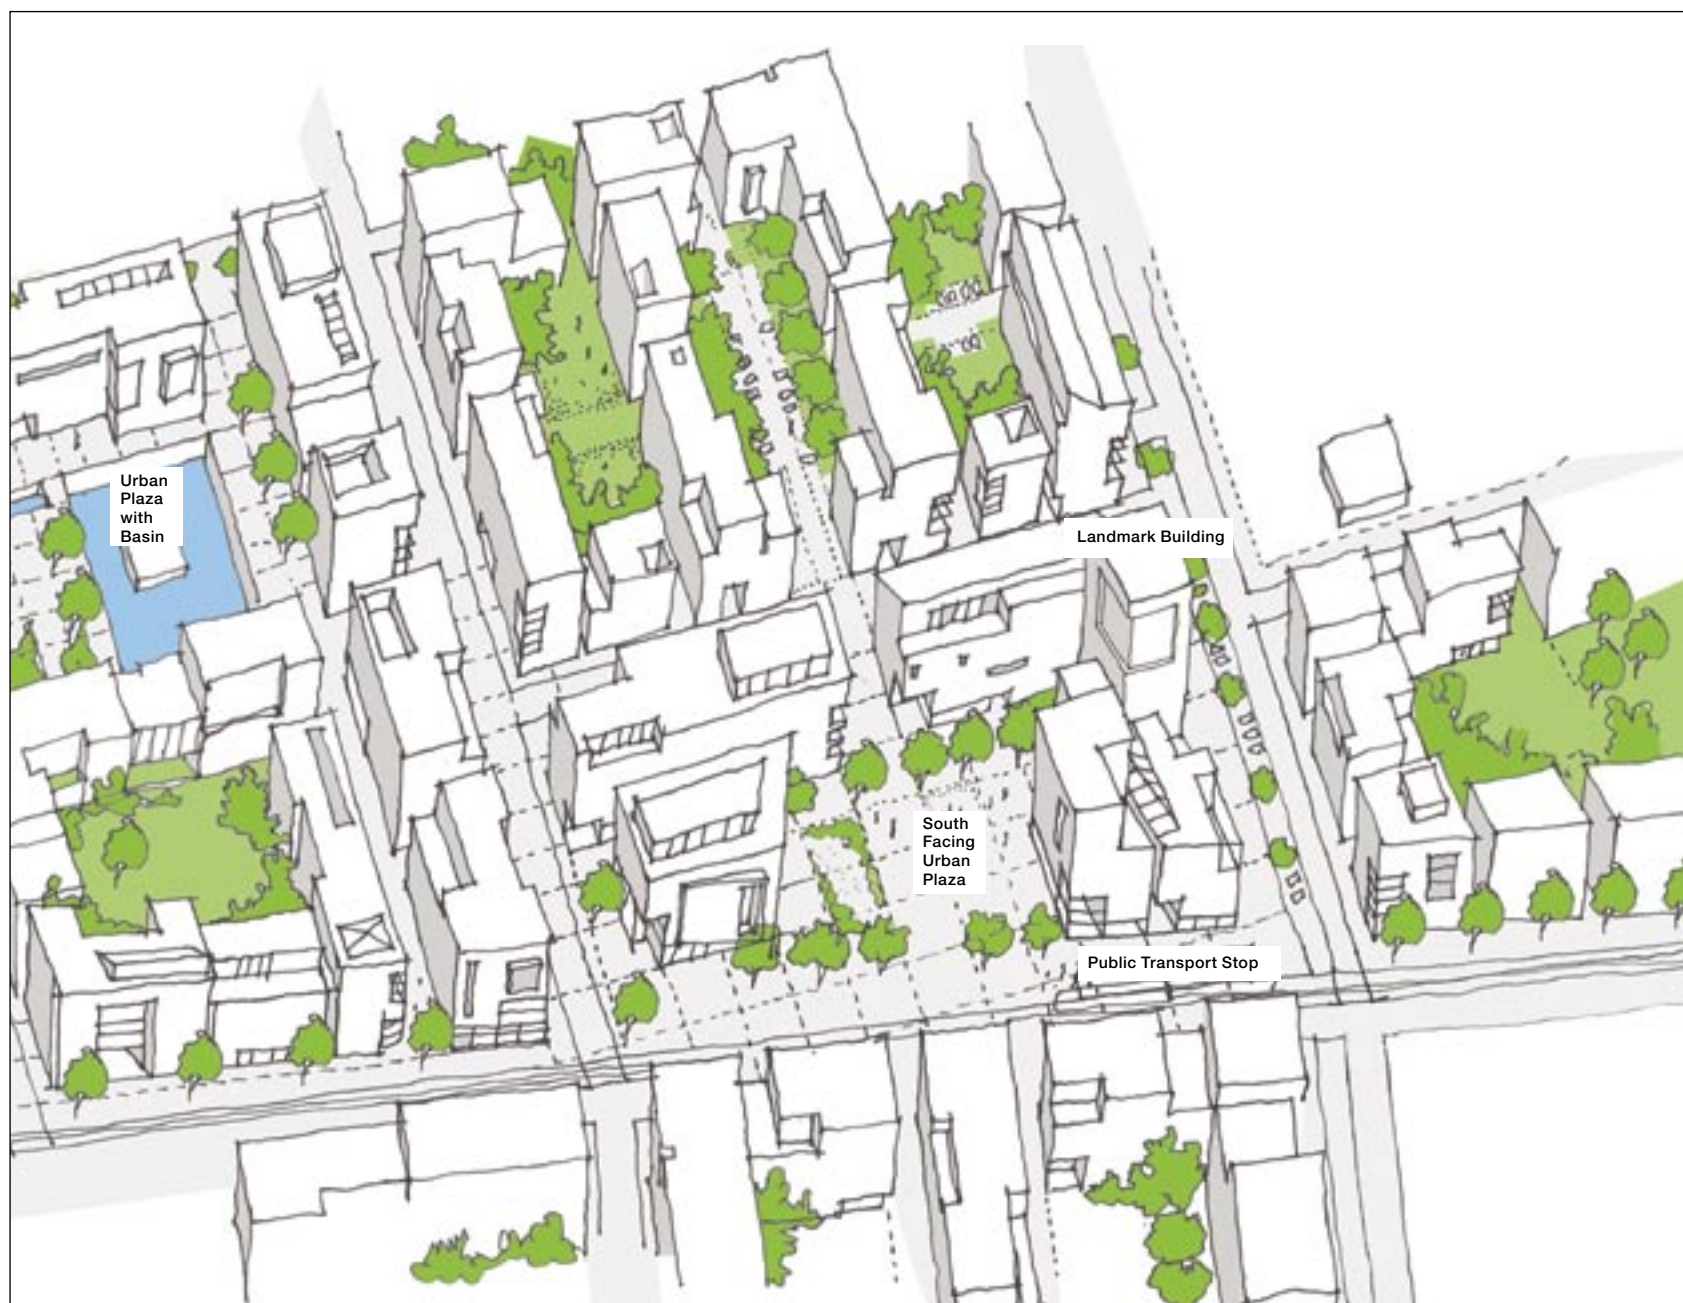 Urban
Plaza
with
Basin
Landmark Building
South
Facing
Urban
Plaza
Public Transport Stop